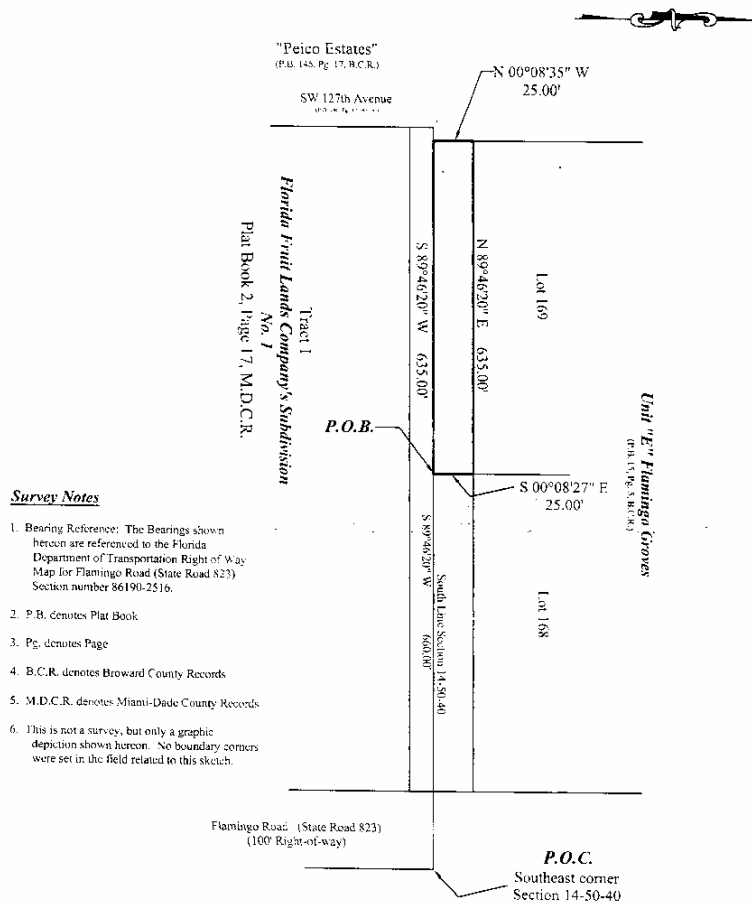 "Peico Estates"
(P.B. 146, Pg. 17, B.C.R.)
SW 127th Avenue
N 00°08'35" W
25.00'
Tract 1
Florida Fruit Lands Company's Subdivision
No. 1
Plat Book 2, Page 17, M.D.C.R.
S 89°46'20" W 635.00'
N 89°46'20" E 635.00'
Lot 169
Unit "E" Flamingo Groves
(P.B. 15, Pg. 5, B.C.R.)
P.O.B.
S 00°08'27" E
25.00'
S 89°46'20" W 660.00'
South Line Section 14-50-40
Lot 168
Survey Notes
1. Bearing Reference: The Bearings shown
hereon are referenced to the Florida
Department of Transportation Right of Way
Map for Flamingo Road (State Road 823)
Section number 86190-2516.
2. P.B. denotes Plat Book
3. Pg. denotes Page
4. B.C.R. denotes Broward County Records
5. M.D.C.R. denotes Miami-Dade County Records
6. This is not a survey, but only a graphic
depiction shown hereon. No boundary corners
were set in the field related to this sketch.
Flamingo Road (State Road 823)
(100' Right-of-way)
P.O.C.
Southeast corner
Section 14-50-40